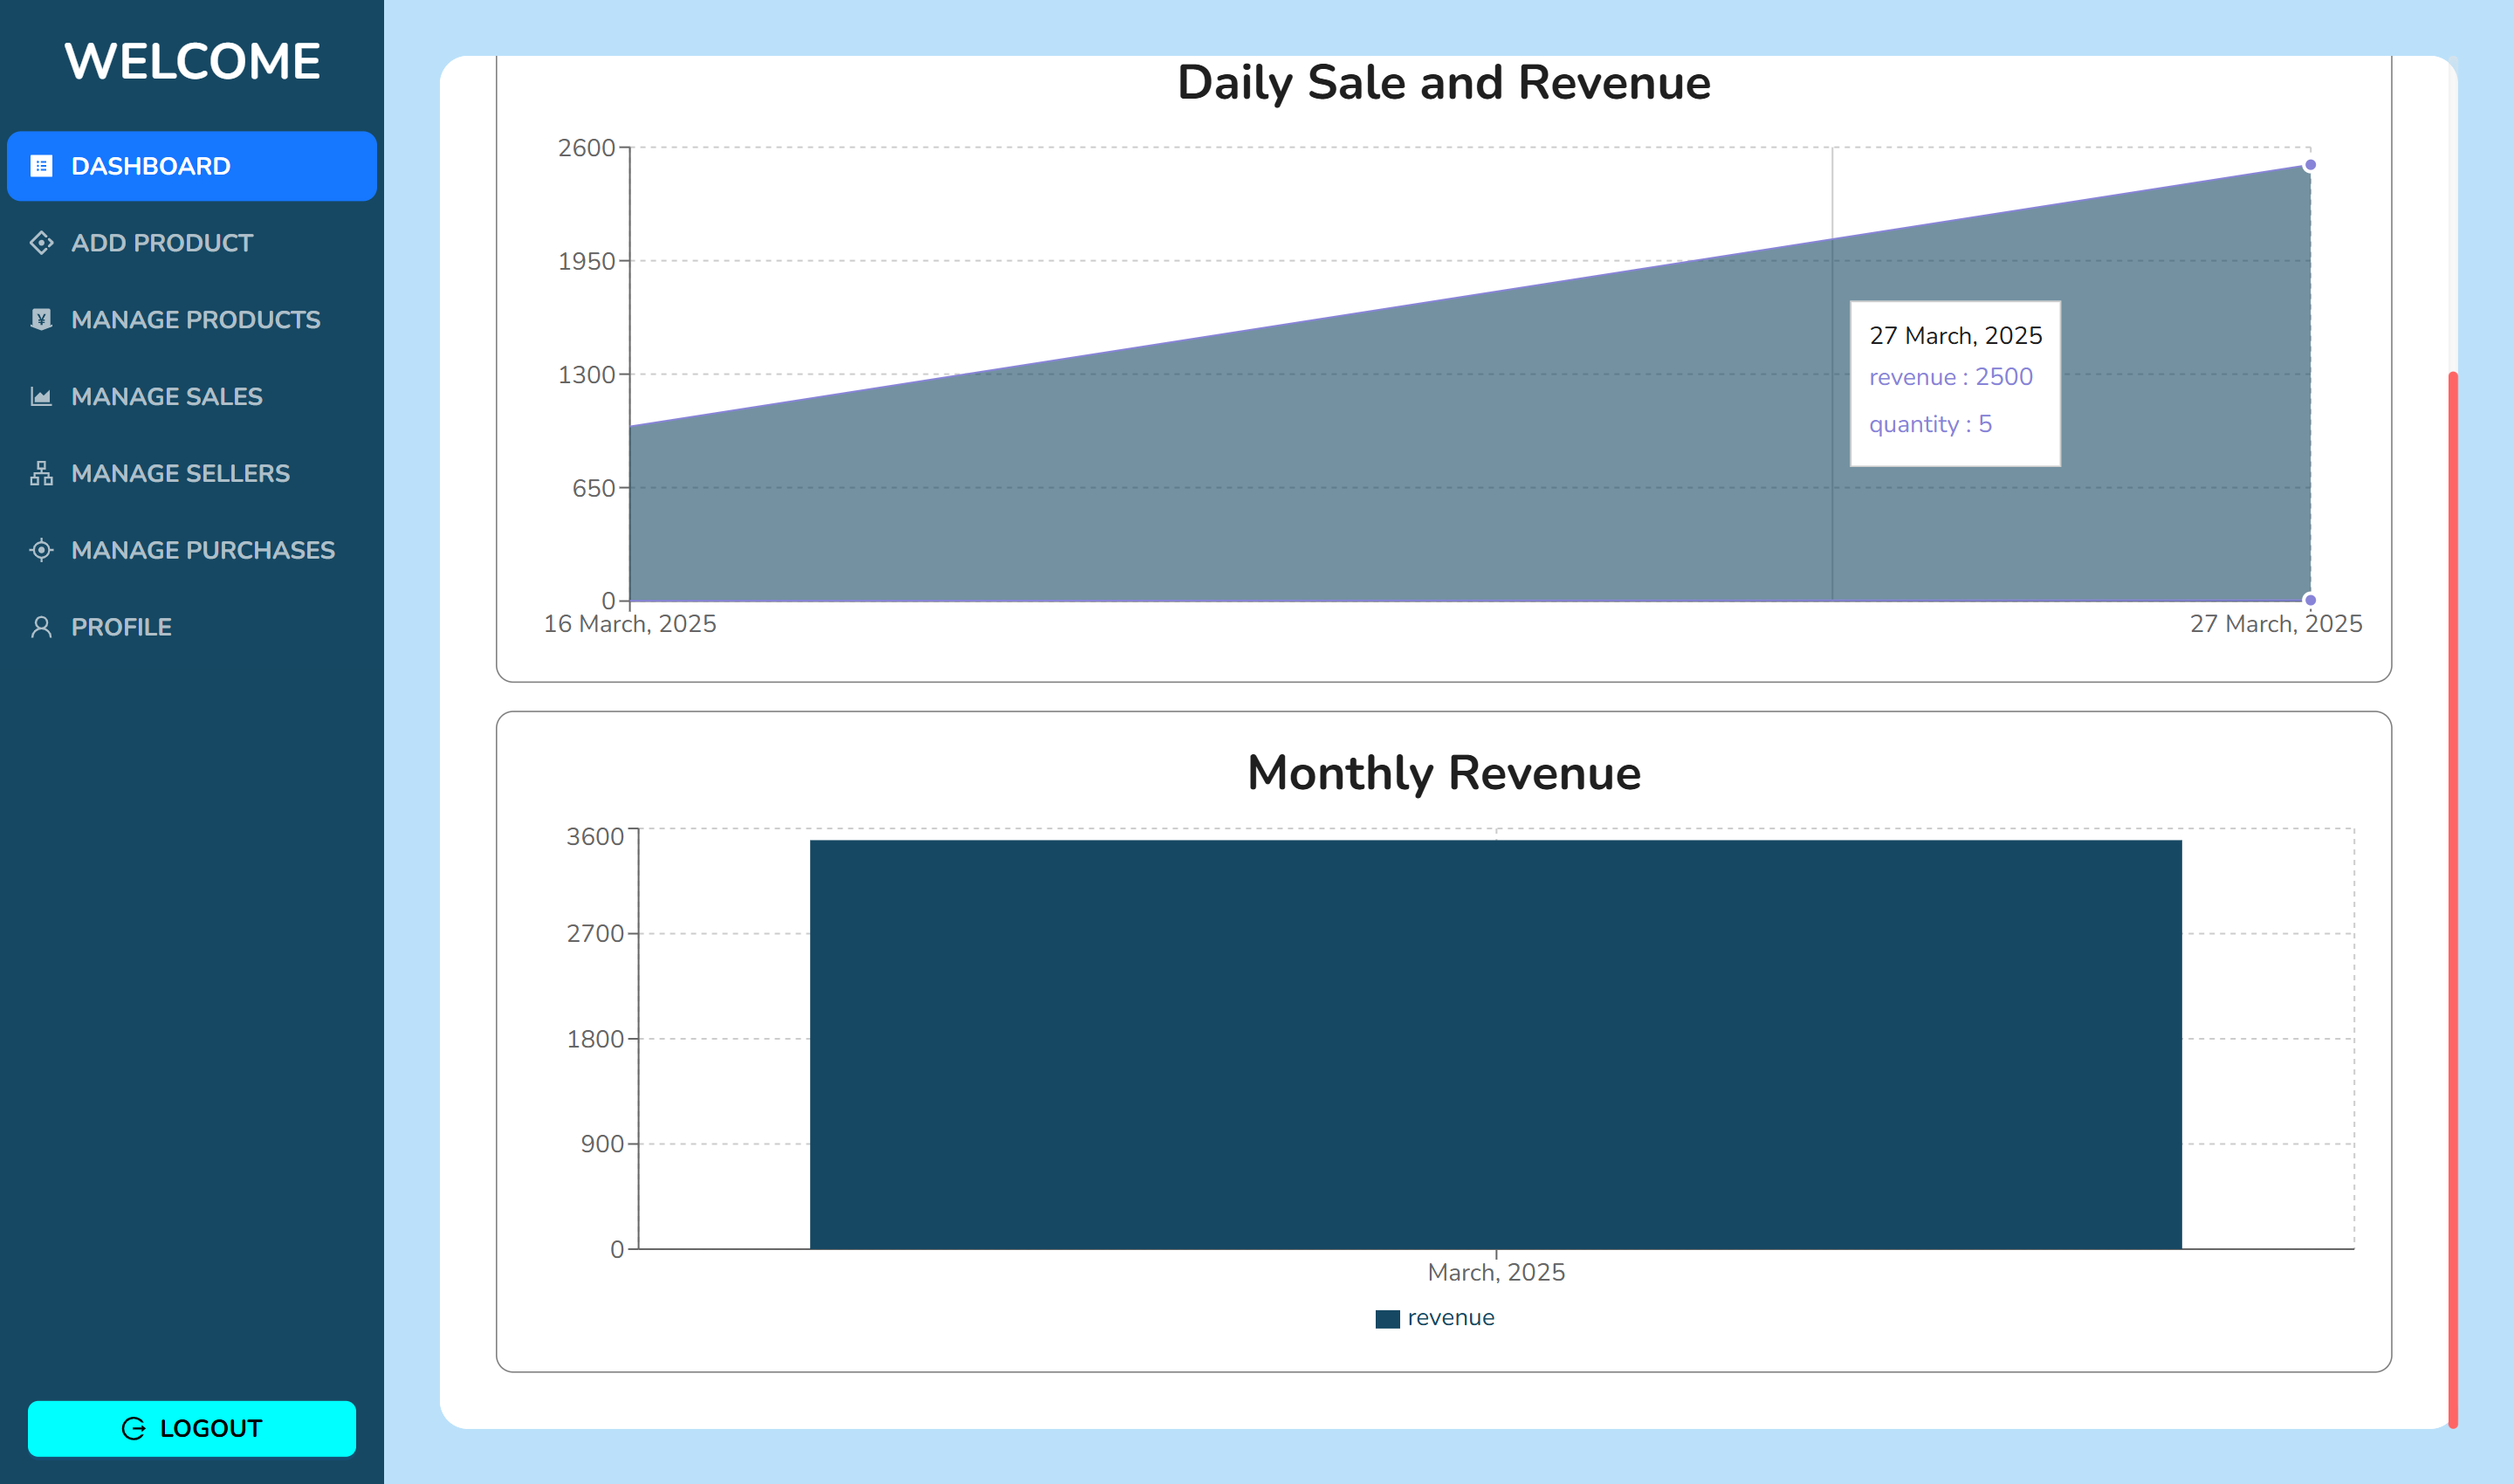 WELCOME
DASHBOARD
ADD PRODUCT
MANAGE PRODUCTS
MANAGE SALES
MANAGE SELLERS
MANAGE PURCHASES
PROFILE
LOGOUT
Daily Sale and Revenue
2600
1950
1300
650
0
16 March, 2025
27 March, 2025
27 March, 2025
revenue : 2500
quantity : 5
Monthly Revenue
3600
2700
1800
900
0
March, 2025
revenue